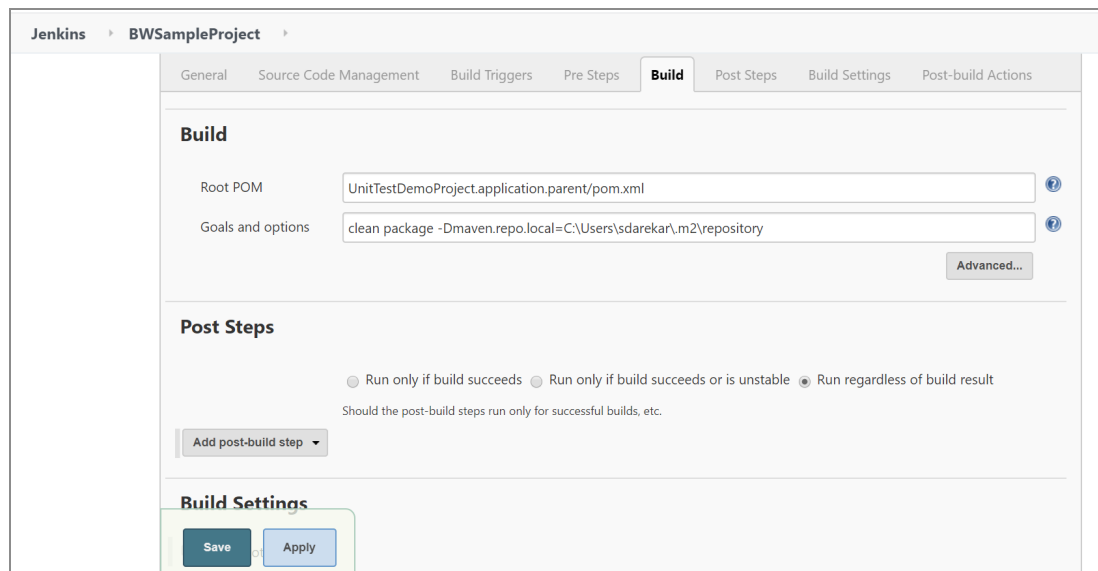 Jenkins BWSampleProject
General Source Code Management Build Triggers Pre Steps Build Post Steps Build Settings Post-build Actions
Build
Root POM UnitTestDemoProject.application.parent/pom.xml
Goals and options clean package -Dmaven.repo.local=C:\Users\sdarekar\.m2\repository
Advanced...
Post Steps
Run only if build succeeds Run only if build succeeds or is unstable Run regardless of build result
Should the post-build steps run only for successful builds, etc.
Add post-build step
Build Settings
Save Apply